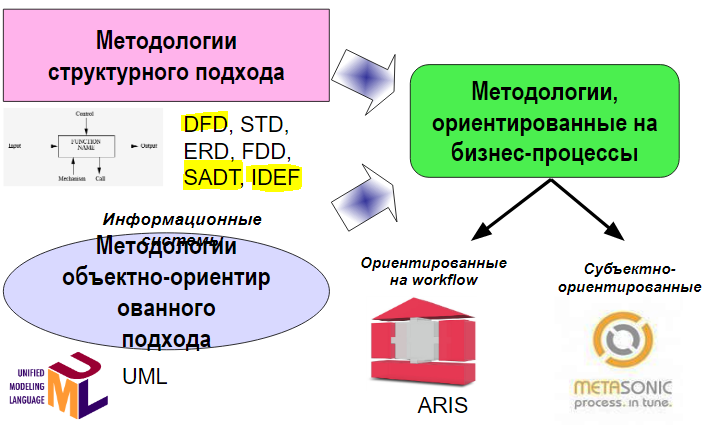 Методологии
структурного подхода
Control
Input
FUNCTION
NAME
Output
Mechanism
Call
DFD, STD,
ERD, FDD,
SADT, IDEF
Методологии,
ориентированные на
бизнес-процессы
Информационные
системы
Методологии
объектно-ориентир
ованного
подхода
Ориентированные
на workflow
Субъектно-
ориентированные
UNIFIED
MODELING
LANGUAGE
UML
UML
ARIS
METASONIC
process. in tune.